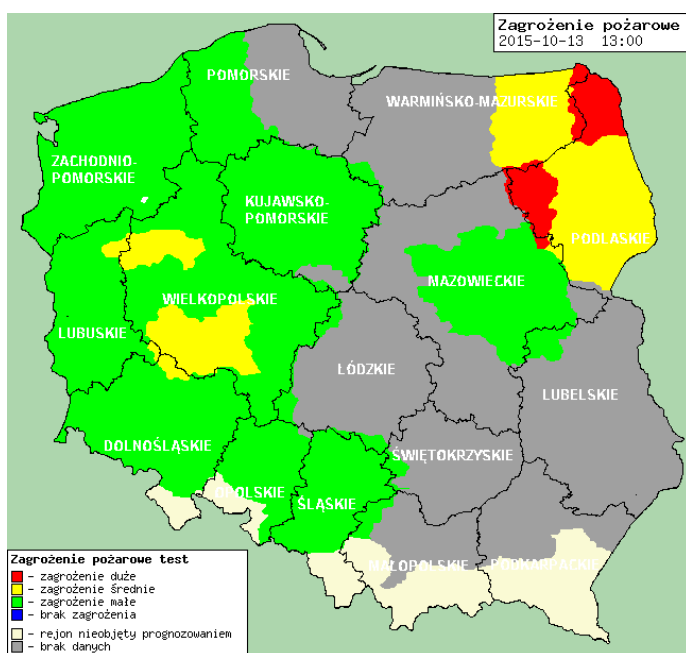 Zagrożenie pożarowe
2015-10-13 13:00
POMORSKIE
WARMIŃSKO-MAZURSKIE
ZACHODNIO-
POMORSKIE
KUJAWSKO-
POMORSKIE
PODLASKIE
MAZOWIECKIE
WIELKOPOLSKIE
LUBUSKIE
ŁÓDZKIE
LUBELSKIE
DOLNOŚLĄSKIE
ŚWIĘTOKRZYSKIE
OPOLSKIE
ŚLĄSKIE
MAŁOPOLSKIE
PODKARPACKIE
Zagrożenie pożarowe test
- zagrożenie duże
- zagrożenie średnie
- zagrożenie małe
- brak zagrożenia
- rejon nieobjęty prognozowaniem
- brak danych